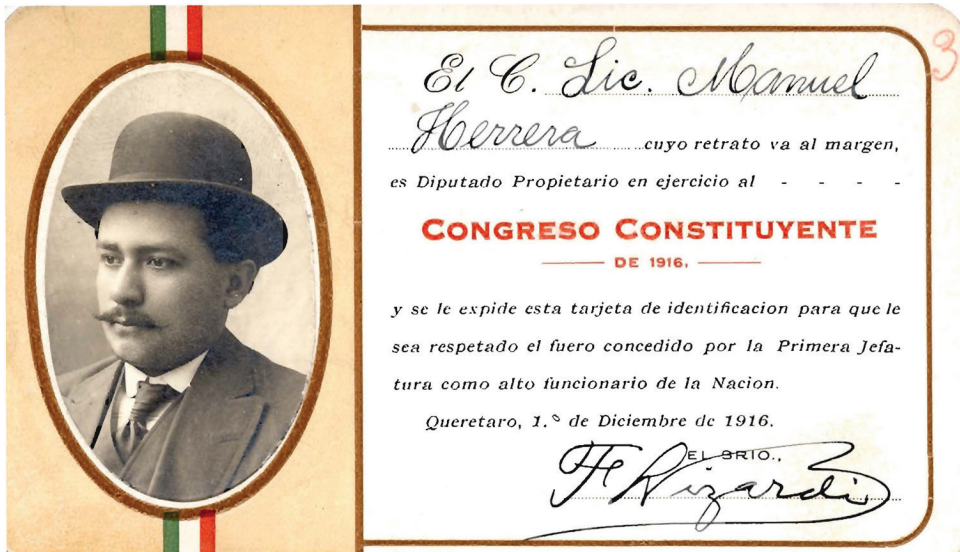 3
El C. Lic. Manuel
Herrera cuyo retrato va al margen,
es Diputado Propietario en ejercicio al - - - -
CONGRESO CONSTITUYENTE
DE 1916,
y se le expide esta tarjeta de identificacion para que le
sea respetado el fuero concedido por la Primera Jefa-
tura como alto funcionario de la Nacion.
Queretaro, 1.º de Diciembre de 1916.
EL SRIO.,
F Lizardi